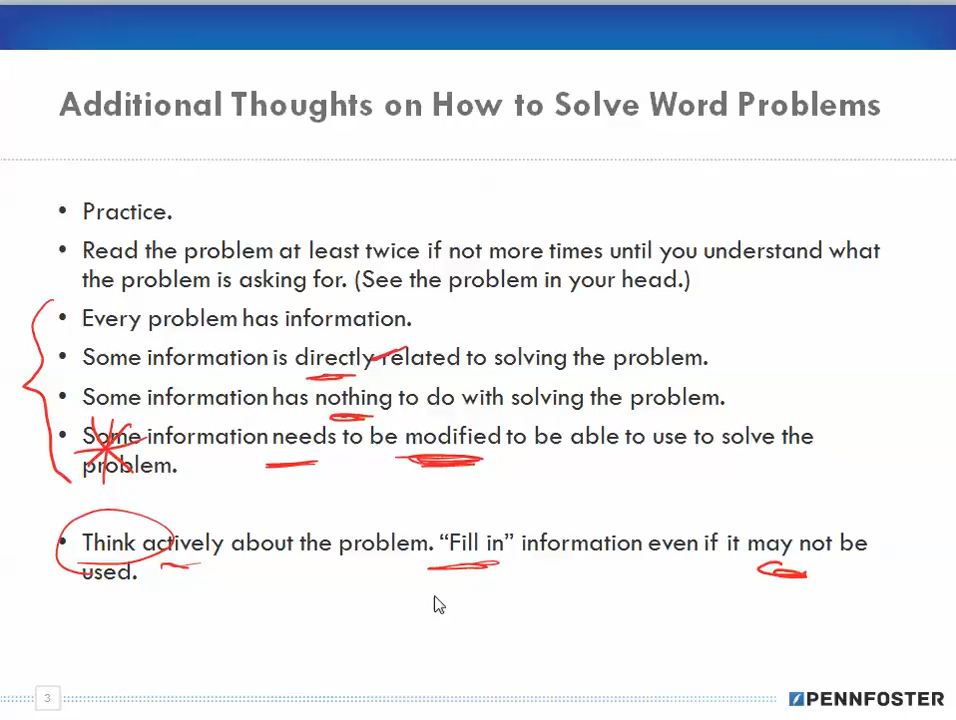 Additional Thoughts on How to Solve Word Problems
• Practice.
• Read the problem at least twice if not more times until you understand what
the problem is asking for. (See the problem in your head.)
• Every problem has information.
• Some information is directly related to solving the problem.
• Some information has nothing to do with solving the problem.
• Some information needs to be modified to be able to use to solve the
problem.
• Think actively about the problem. “Fill in” information even if it may not be
used.
3
PENNFOSTER